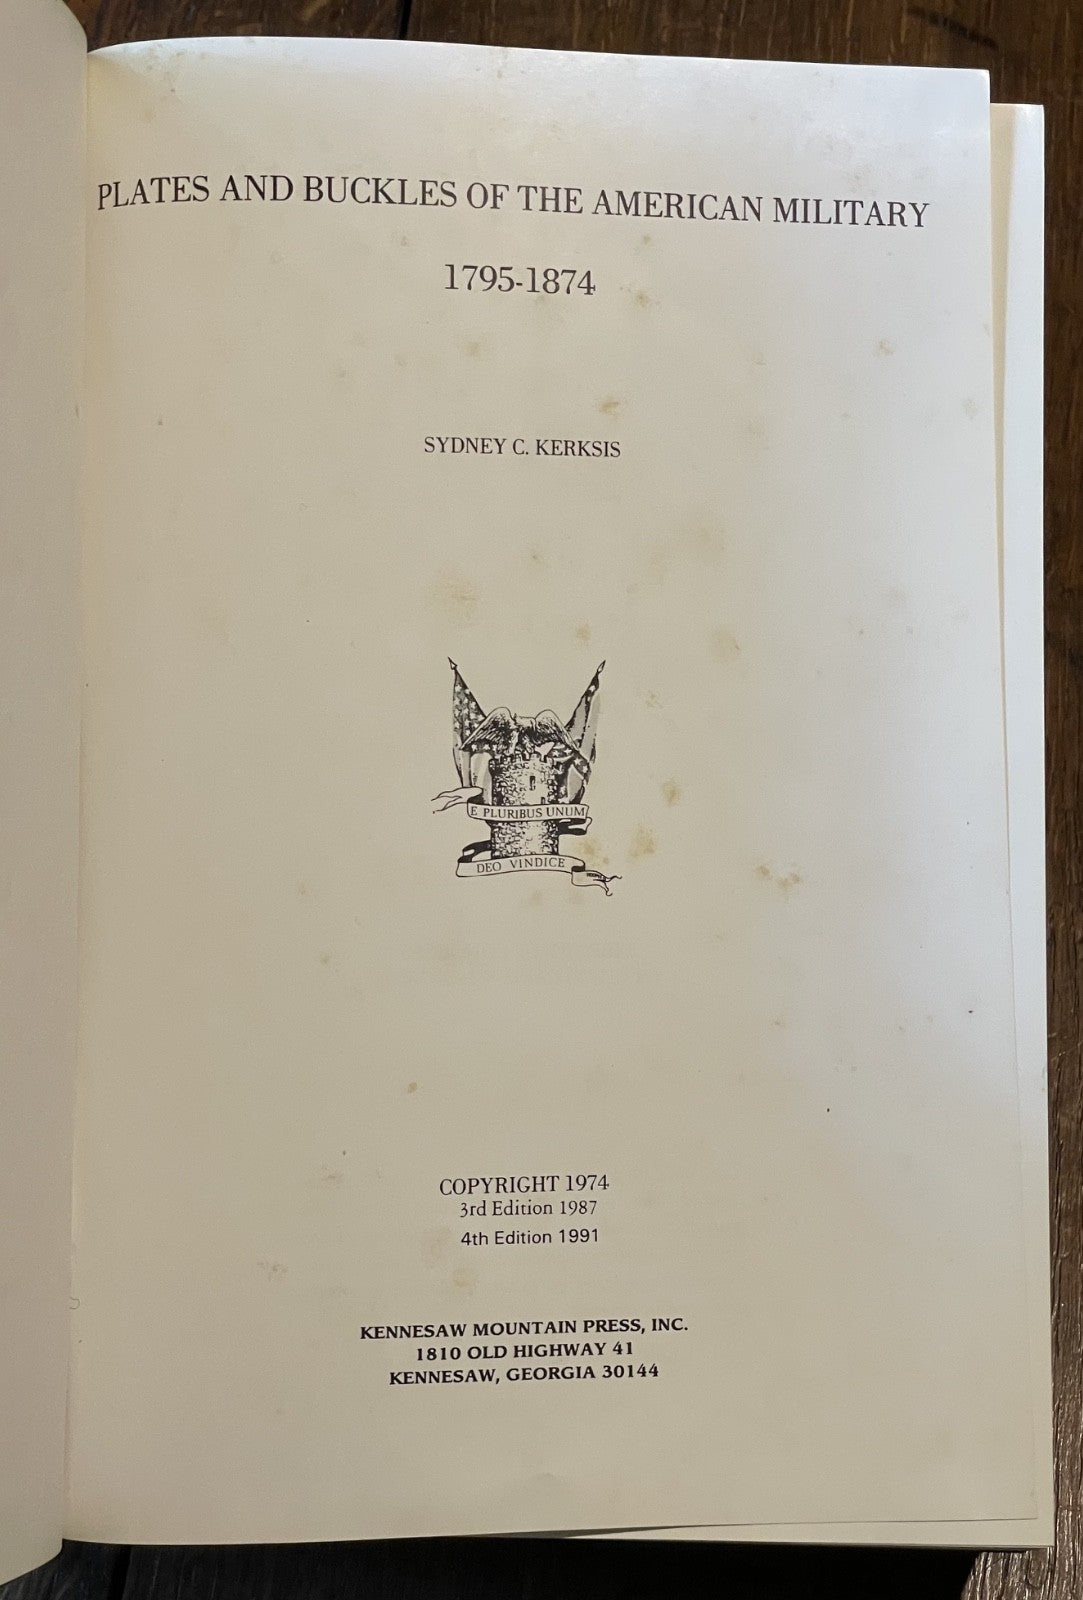 PLATES AND BUCKLES OF THE AMERICAN MILITARY
1795-1874
SYDNEY C. KERKSIS
E PLURIBUS UNUM
DEO VINDICE
COPYRIGHT 1974
3rd Edition 1987
4th Edition 1991
KENNESAW MOUNTAIN PRESS, INC.
1810 OLD HIGHWAY 41
KENNESAW, GEORGIA 30144